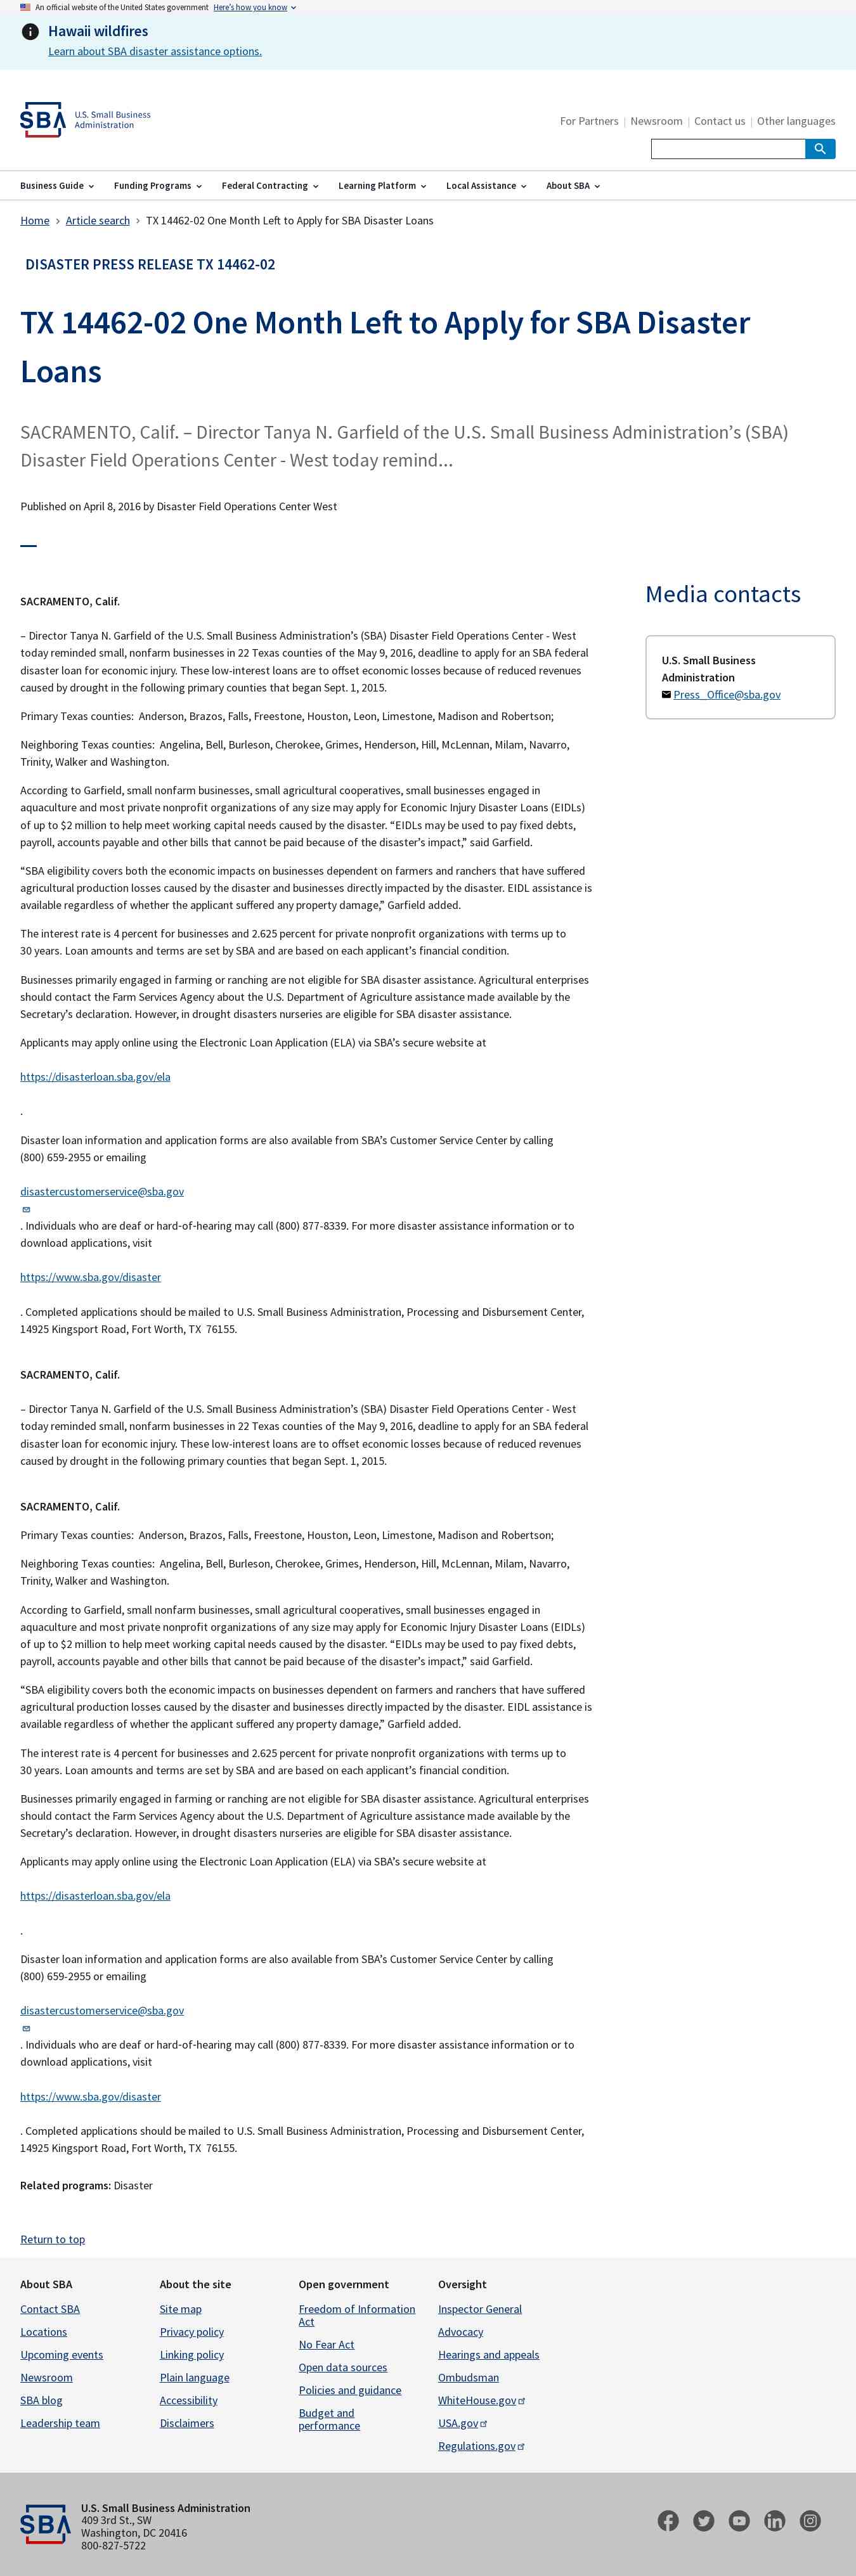 An official website of the United States government Here's how you know
Hawaii wildfires
Learn about SBA disaster assistance options.
SBA U.S. Small Business
Administration
For Partners | Newsroom | Contact us | Other languages
Business Guide Funding Programs Federal Contracting Learning Platform Local Assistance About SBA
Home > Article search > TX 14462-02 One Month Left to Apply for SBA Disaster Loans
DISASTER PRESS RELEASE TX 14462-02
TX 14462-02 One Month Left to Apply for SBA Disaster
Loans
SACRAMENTO, Calif. – Director Tanya N. Garfield of the U.S. Small Business Administration’s (SBA)
Disaster Field Operations Center - West today remind...
Published on April 8, 2016 by Disaster Field Operations Center West
SACRAMENTO, Calif.
– Director Tanya N. Garfield of the U.S. Small Business Administration’s (SBA) Disaster Field Operations Center - West
today reminded small, nonfarm businesses in 22 Texas counties of the May 9, 2016, deadline to apply for an SBA federal
disaster loan for economic injury. These low-interest loans are to offset economic losses because of reduced revenues
caused by drought in the following primary counties that began Sept. 1, 2015.
Primary Texas counties:  Anderson, Brazos, Falls, Freestone, Houston, Leon, Limestone, Madison and Robertson;
Neighboring Texas counties:  Angelina, Bell, Burleson, Cherokee, Grimes, Henderson, Hill, McLennan, Milam, Navarro,
Trinity, Walker and Washington.
According to Garfield, small nonfarm businesses, small agricultural cooperatives, small businesses engaged in
aquaculture and most private nonprofit organizations of any size may apply for Economic Injury Disaster Loans (EIDLs)
of up to $2 million to help meet working capital needs caused by the disaster. “EIDLs may be used to pay fixed debts,
payroll, accounts payable and other bills that cannot be paid because of the disaster’s impact,” said Garfield.
“SBA eligibility covers both the economic impacts on businesses dependent on farmers and ranchers that have suffered
agricultural production losses caused by the disaster and businesses directly impacted by the disaster. EIDL assistance is
available regardless of whether the applicant suffered any property damage,” Garfield added.
The interest rate is 4 percent for businesses and 2.625 percent for private nonprofit organizations with terms up to
30 years. Loan amounts and terms are set by SBA and are based on each applicant’s financial condition.
Businesses primarily engaged in farming or ranching are not eligible for SBA disaster assistance. Agricultural enterprises
should contact the Farm Services Agency about the U.S. Department of Agriculture assistance made available by the
Secretary’s declaration. However, in drought disasters nurseries are eligible for SBA disaster assistance.
Applicants may apply online using the Electronic Loan Application (ELA) via SBA’s secure website at
https://disasterloan.sba.gov/ela
.
Disaster loan information and application forms are also available from SBA’s Customer Service Center by calling
(800) 659-2955 or emailing
disastercustomerservice@sba.gov
. Individuals who are deaf or hard‑of‑hearing may call (800) 877-8339. For more disaster assistance information or to
download applications, visit
https://www.sba.gov/disaster
. Completed applications should be mailed to U.S. Small Business Administration, Processing and Disbursement Center,
14925 Kingsport Road, Fort Worth, TX  76155.
SACRAMENTO, Calif.
– Director Tanya N. Garfield of the U.S. Small Business Administration’s (SBA) Disaster Field Operations Center - West
today reminded small, nonfarm businesses in 22 Texas counties of the May 9, 2016, deadline to apply for an SBA federal
disaster loan for economic injury. These low-interest loans are to offset economic losses because of reduced revenues
caused by drought in the following primary counties that began Sept. 1, 2015.
SACRAMENTO, Calif.
Primary Texas counties:  Anderson, Brazos, Falls, Freestone, Houston, Leon, Limestone, Madison and Robertson;
Neighboring Texas counties:  Angelina, Bell, Burleson, Cherokee, Grimes, Henderson, Hill, McLennan, Milam, Navarro,
Trinity, Walker and Washington.
According to Garfield, small nonfarm businesses, small agricultural cooperatives, small businesses engaged in
aquaculture and most private nonprofit organizations of any size may apply for Economic Injury Disaster Loans (EIDLs)
of up to $2 million to help meet working capital needs caused by the disaster. “EIDLs may be used to pay fixed debts,
payroll, accounts payable and other bills that cannot be paid because of the disaster’s impact,” said Garfield.
“SBA eligibility covers both the economic impacts on businesses dependent on farmers and ranchers that have suffered
agricultural production losses caused by the disaster and businesses directly impacted by the disaster. EIDL assistance is
available regardless of whether the applicant suffered any property damage,” Garfield added.
The interest rate is 4 percent for businesses and 2.625 percent for private nonprofit organizations with terms up to
30 years. Loan amounts and terms are set by SBA and are based on each applicant’s financial condition.
Businesses primarily engaged in farming or ranching are not eligible for SBA disaster assistance. Agricultural enterprises
should contact the Farm Services Agency about the U.S. Department of Agriculture assistance made available by the
Secretary’s declaration. However, in drought disasters nurseries are eligible for SBA disaster assistance.
Applicants may apply online using the Electronic Loan Application (ELA) via SBA’s secure website at
https://disasterloan.sba.gov/ela
.
Disaster loan information and application forms are also available from SBA’s Customer Service Center by calling
(800) 659-2955 or emailing
disastercustomerservice@sba.gov
. Individuals who are deaf or hard‑of‑hearing may call (800) 877-8339. For more disaster assistance information or to
download applications, visit
https://www.sba.gov/disaster
. Completed applications should be mailed to U.S. Small Business Administration, Processing and Disbursement Center,
14925 Kingsport Road, Fort Worth, TX  76155.
Related programs: Disaster
Media contacts
U.S. Small Business
Administration
Press_Office@sba.gov
Return to top
About SBA
Contact SBA
Locations
Upcoming events
Newsroom
SBA blog
Leadership team
About the site
Site map
Privacy policy
Linking policy
Plain language
Accessibility
Disclaimers
Open government
Freedom of Information
Act
No Fear Act
Open data sources
Policies and guidance
Budget and
performance
Oversight
Inspector General
Advocacy
Hearings and appeals
Ombudsman
WhiteHouse.gov
USA.gov
Regulations.gov
SBA
U.S. Small Business Administration
409 3rd St., SW
Washington, DC 20416
800-827-5722